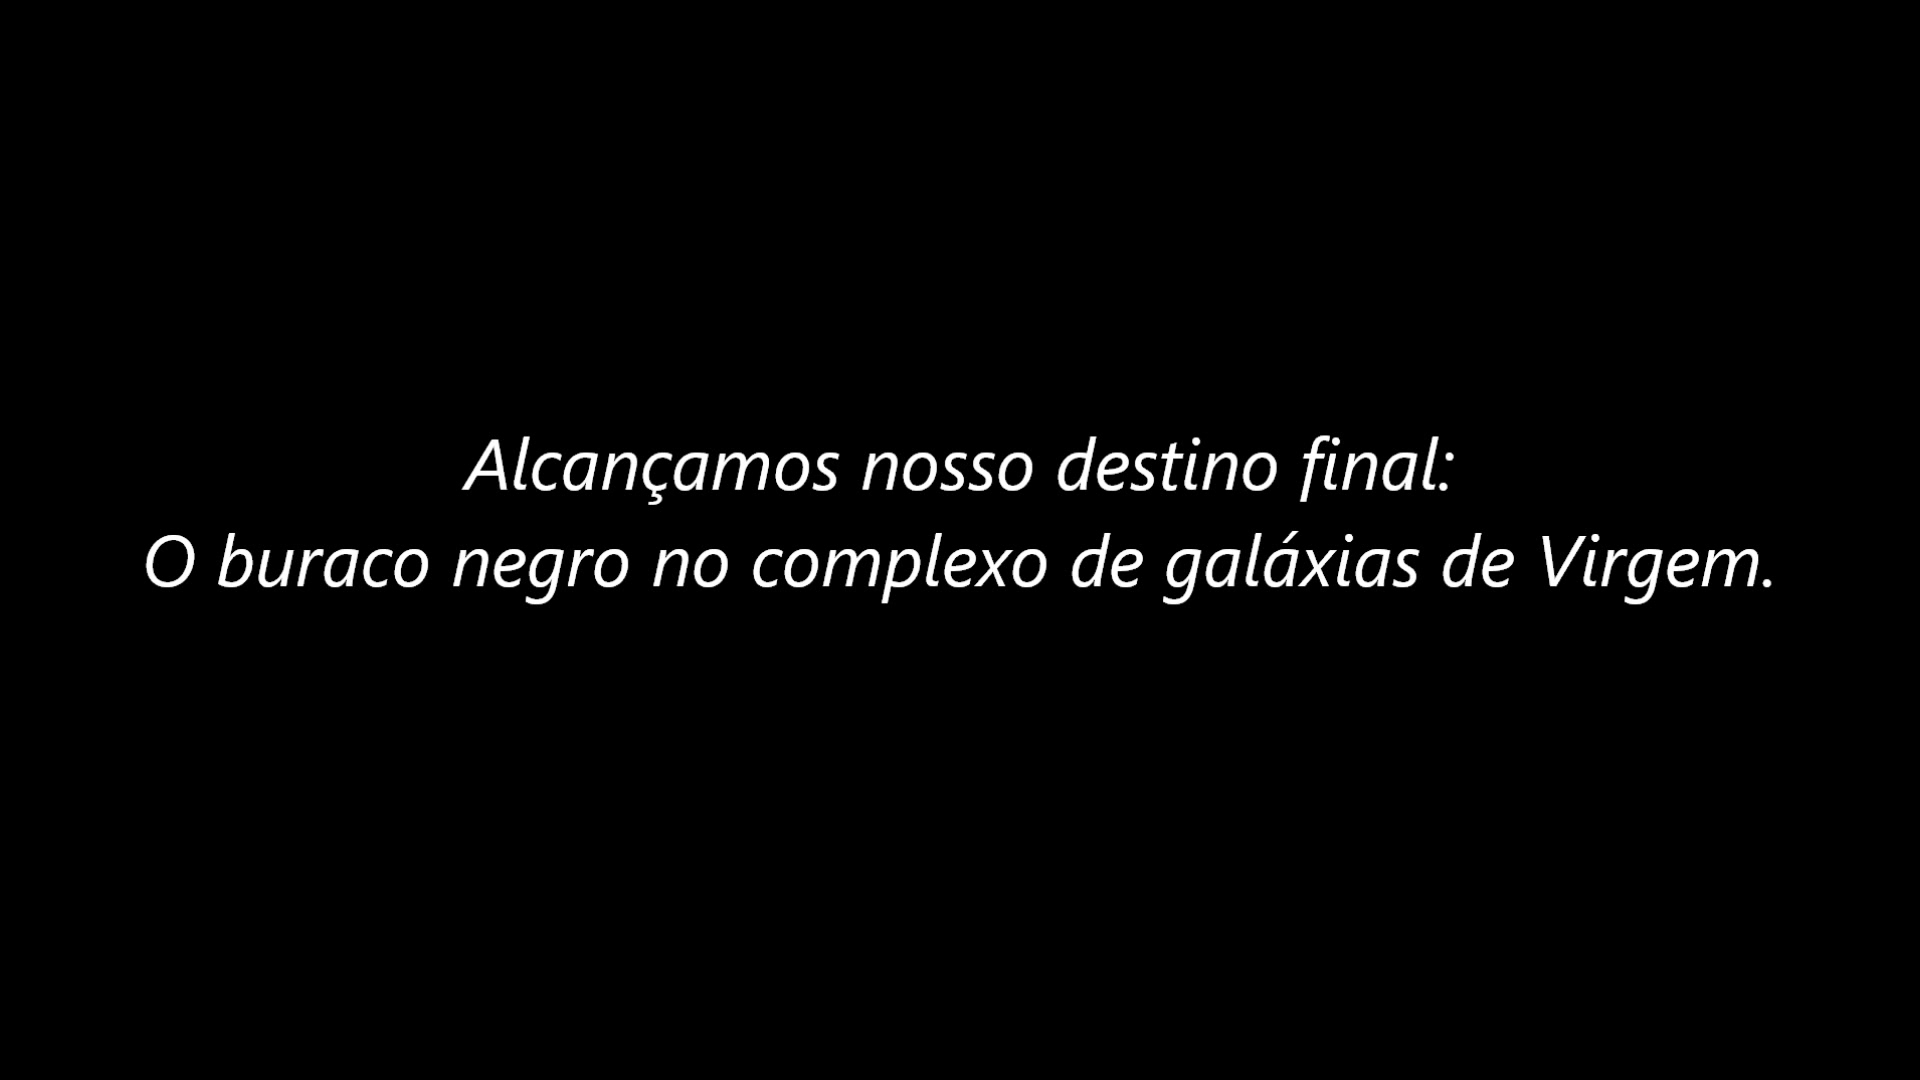 Alcançamos nosso destino final:
O buraco negro no complexo de galáxias de Virgem.